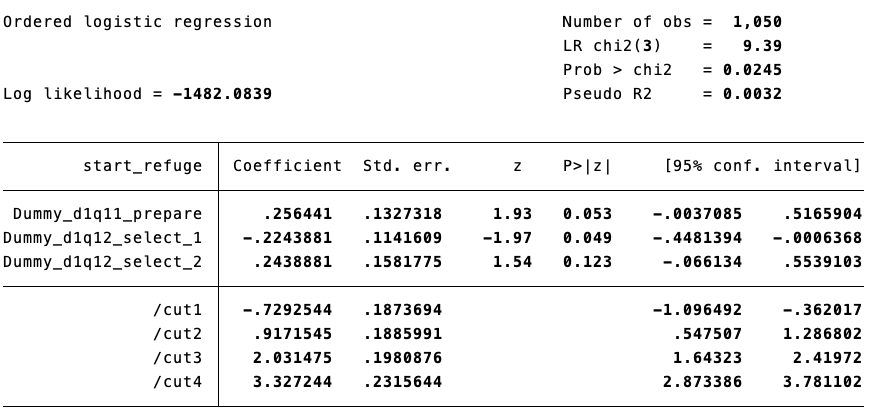 Ordered logistic regression Number of obs = 1,050
LR chi2(3) = 9.39
Prob > chi2 = 0.0245
Log likelihood = -1482.0839 Pseudo R2 = 0.0032
start_refuge Coefficient Std. err. z P>|z| [95% conf. interval]
Dummy_d1q11_prepare .256441 .1327318 1.93 0.053 -.0037085 .5165904
Dummy_d1q12_select_1 -.2243881 .1141609 -1.97 0.049 -.4481394 -.0006368
Dummy_d1q12_select_2 .2438881 .1581775 1.54 0.123 -.066134 .5539103
/cut1 -.7292544 .1873694 -1.096492 -.362017
/cut2 .9171545 .1885991 .547507 1.286802
/cut3 2.031475 .1980876 1.64323 2.41972
/cut4 3.327244 .2315644 2.873386 3.781102